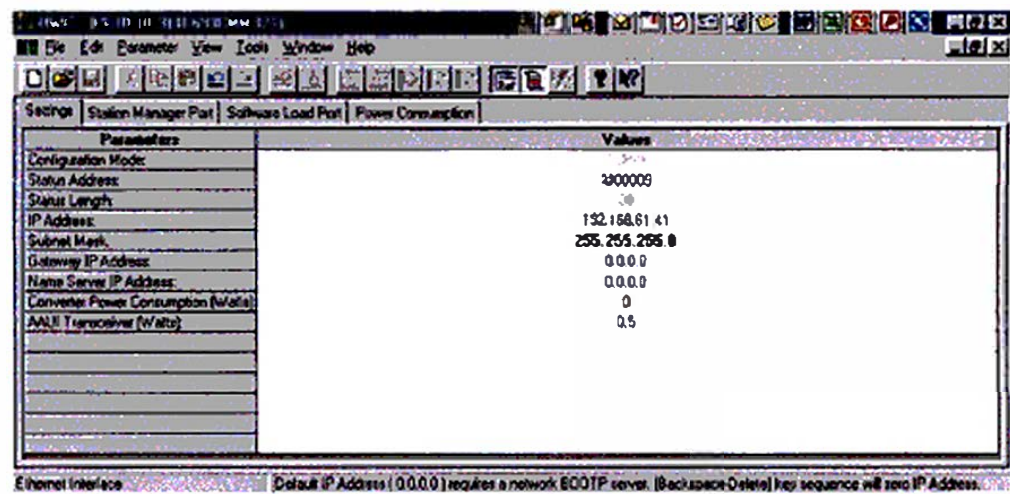 File Edit Parameter View Tools Window Help
Settings Station Manager Port Software Load Port Power Consumption
Parameters Values
Configuration Mode:
Status Address: %I00009
Status Length:
IP Address: 192.168.61.41
Subnet Mask: 255.255.255.0
Gateway IP Address: 0.0.0.0
Name Server IP Address: 0.0.0.0
Converter Power Consumption (Watts) 0
AAUI Transceiver (Watts): 0.5
Ethernet Interface Default IP Address ( 0.0.0.0 ) requires a network BOOTP server. [Backspace-Delete] key sequence will zero IP Address.